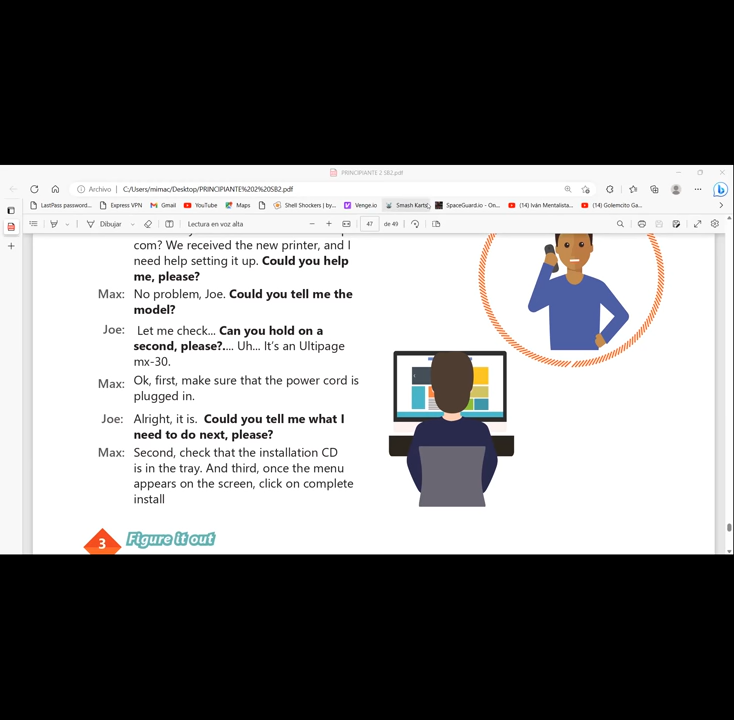 PRINCIPIANTE 2 SB2.pdf
Archivo C:/Users/mimac/Desktop/PRINCIPIANTE%202%20SB2.pdf
LastPass password... Express VPN Gmail YouTube Maps Shell Shockers | by... Venge.io Smash Karts SpaceGuard.io - On... (14) Iván Mentalista... (14) Golemcito Ga...
Dibujar Lectura en voz alta 47 de 49
com? We received the new printer, and I
need help setting it up. Could you help
me, please?
Max: No problem, Joe. Could you tell me the
model?
Joe: Let me check... Can you hold on a
second, please?.... Uh... It's an Ultipage
mx-30.
Max: Ok, first, make sure that the power cord is
plugged in.
Joe: Alright, it is. Could you tell me what I
need to do next, please?
Max: Second, check that the installation CD
is in the tray. And third, once the menu
appears on the screen, click on complete
install
3 Figure it out